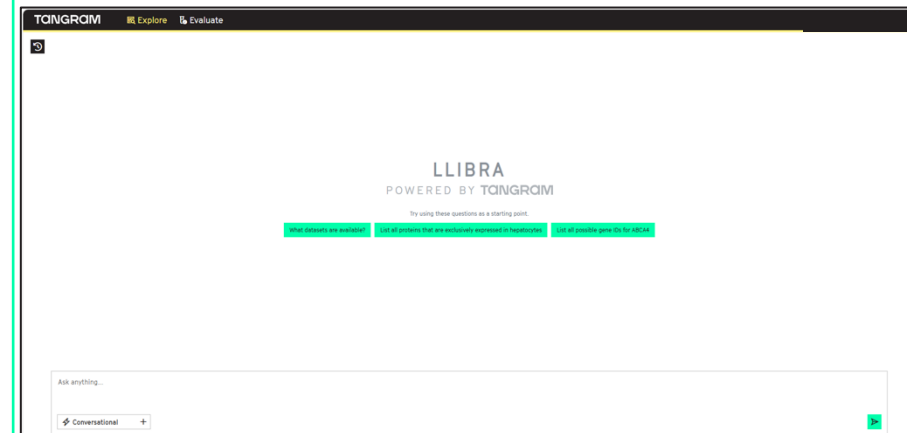 TANGRAM Explore Evaluate
LLIBRA
POWERED BY TANGRAM
Try using these questions as a starting point.
What datasets are available? List all proteins that are exclusively expressed in hepatocytes List all possible gene IDs for ABCA4
Ask anything...
Conversational +